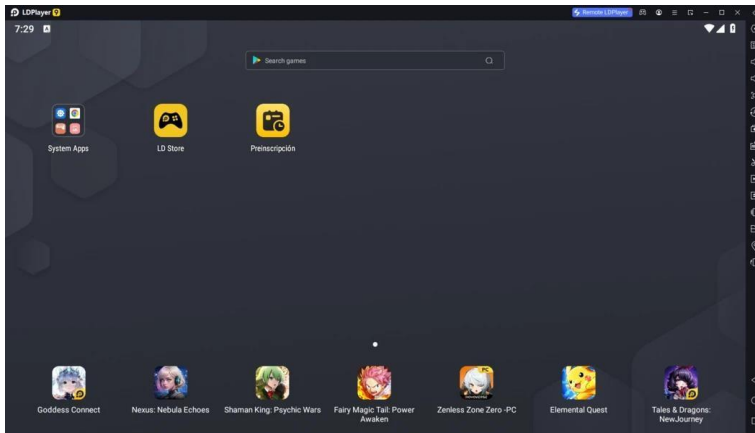 LDPlayer
Remote LDPlayer
7:29
Search games
System Apps
LD Store
Preinscripción
PC
Goddess Connect
Nexus: Nebula Echoes
Shaman King: Psychic Wars
Fairy Magic Tail: Power
Awaken
Zenless Zone Zero -PC
Elemental Quest
Tales & Dragons:
NewJourney